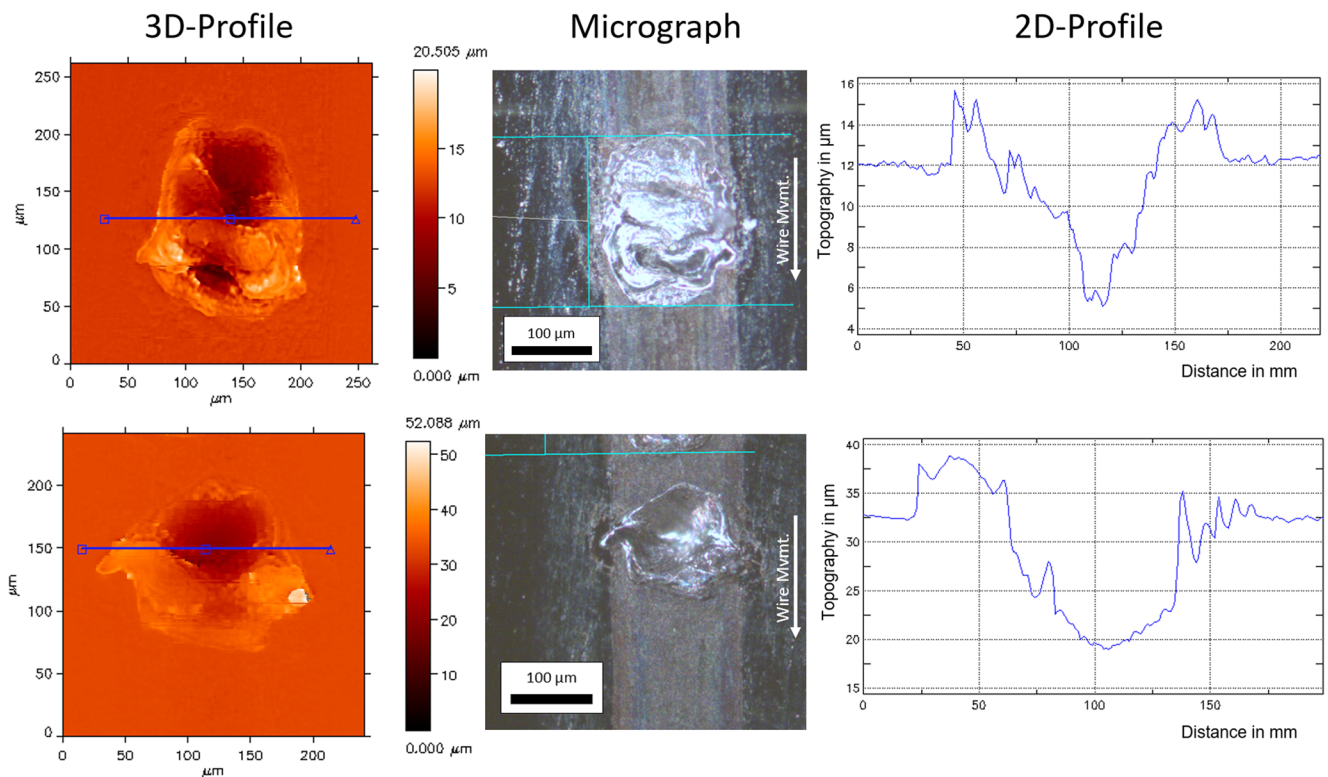 3D-Profile
Micrograph
2D-Profile
20.505 µm
15
10
5
0.000 µm
250
200
150
100
50
0
µm
0 50 100 150 200 250
µm
Wire Mvmt.
100 µm
16
14
12
10
8
6
4
Topography in µm
0 50 100 150 200
Distance in mm
52.088 µm
50
40
30
20
10
0.000 µm
200
150
100
50
0
µm
0 50 100 150 200
µm
Wire Mvmt.
100 µm
40
35
30
25
20
15
Topography in µm
0 50 100 150
Distance in mm